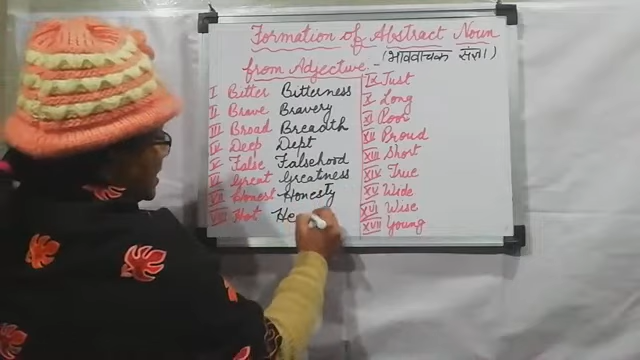 Formation of Abstract Noun
(भाववाचक संज्ञा)
from Adjective.-
I Bitter Bitterness
II Brave Bravery
III Broad Breadth
IV Deep Dept
V False Falsehood
VI Great Greatness
VII Honest Honesty
VIII Hot He
IX Just
X Long
XI Poor
XII Proud
XIII Short
XIV True
XV Wide
XVI Wise
XVII Young